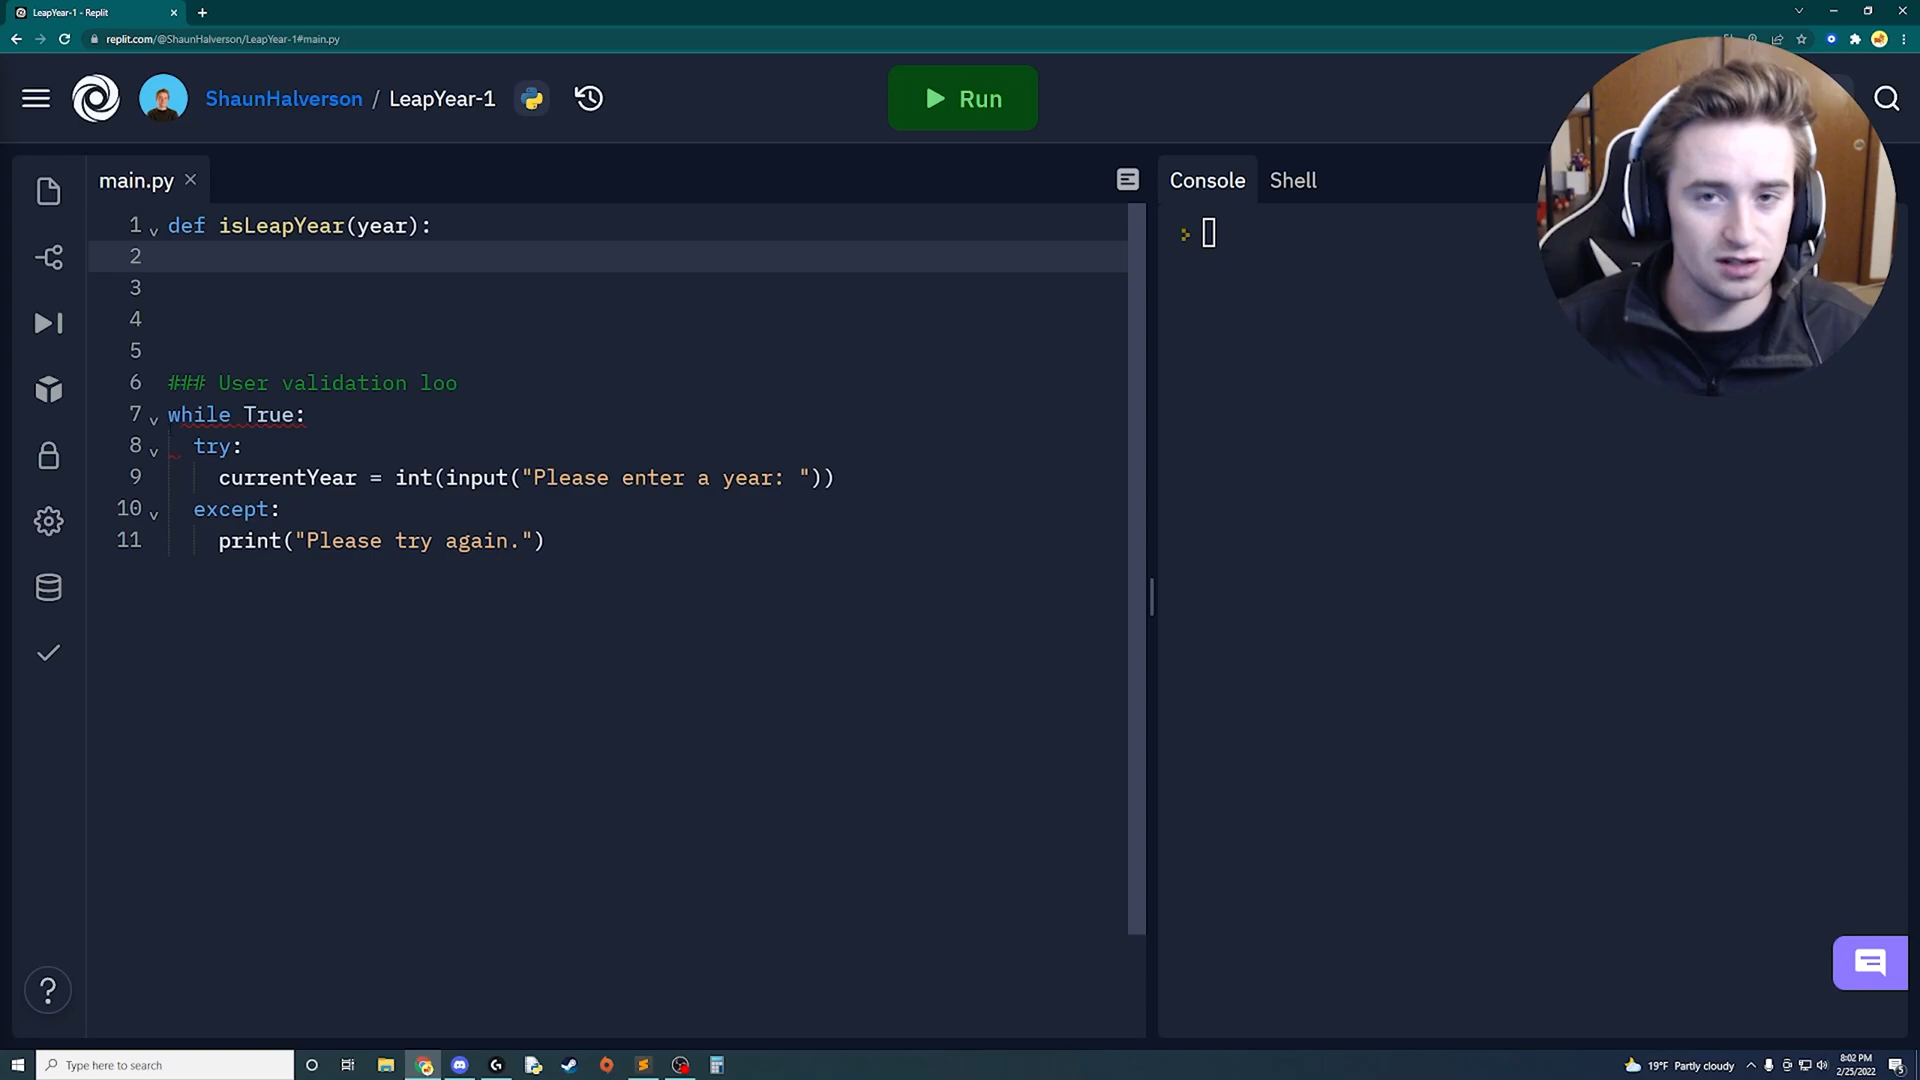 LeapYear-1 - Replit
replit.com/@ShaunHalverson/LeapYear-1#main.py
ShaunHalverson / LeapYear-1
Run
main.py
Console Shell
1 def isLeapYear(year):
2
3
4
5
6 ### User validation loo
7 while True:
8 try:
9 currentYear = int(input("Please enter a year: "))
10 except:
11 print("Please try again.")
?
Type here to search
19°F Partly cloudy
8:02 PM
2/25/2022
5